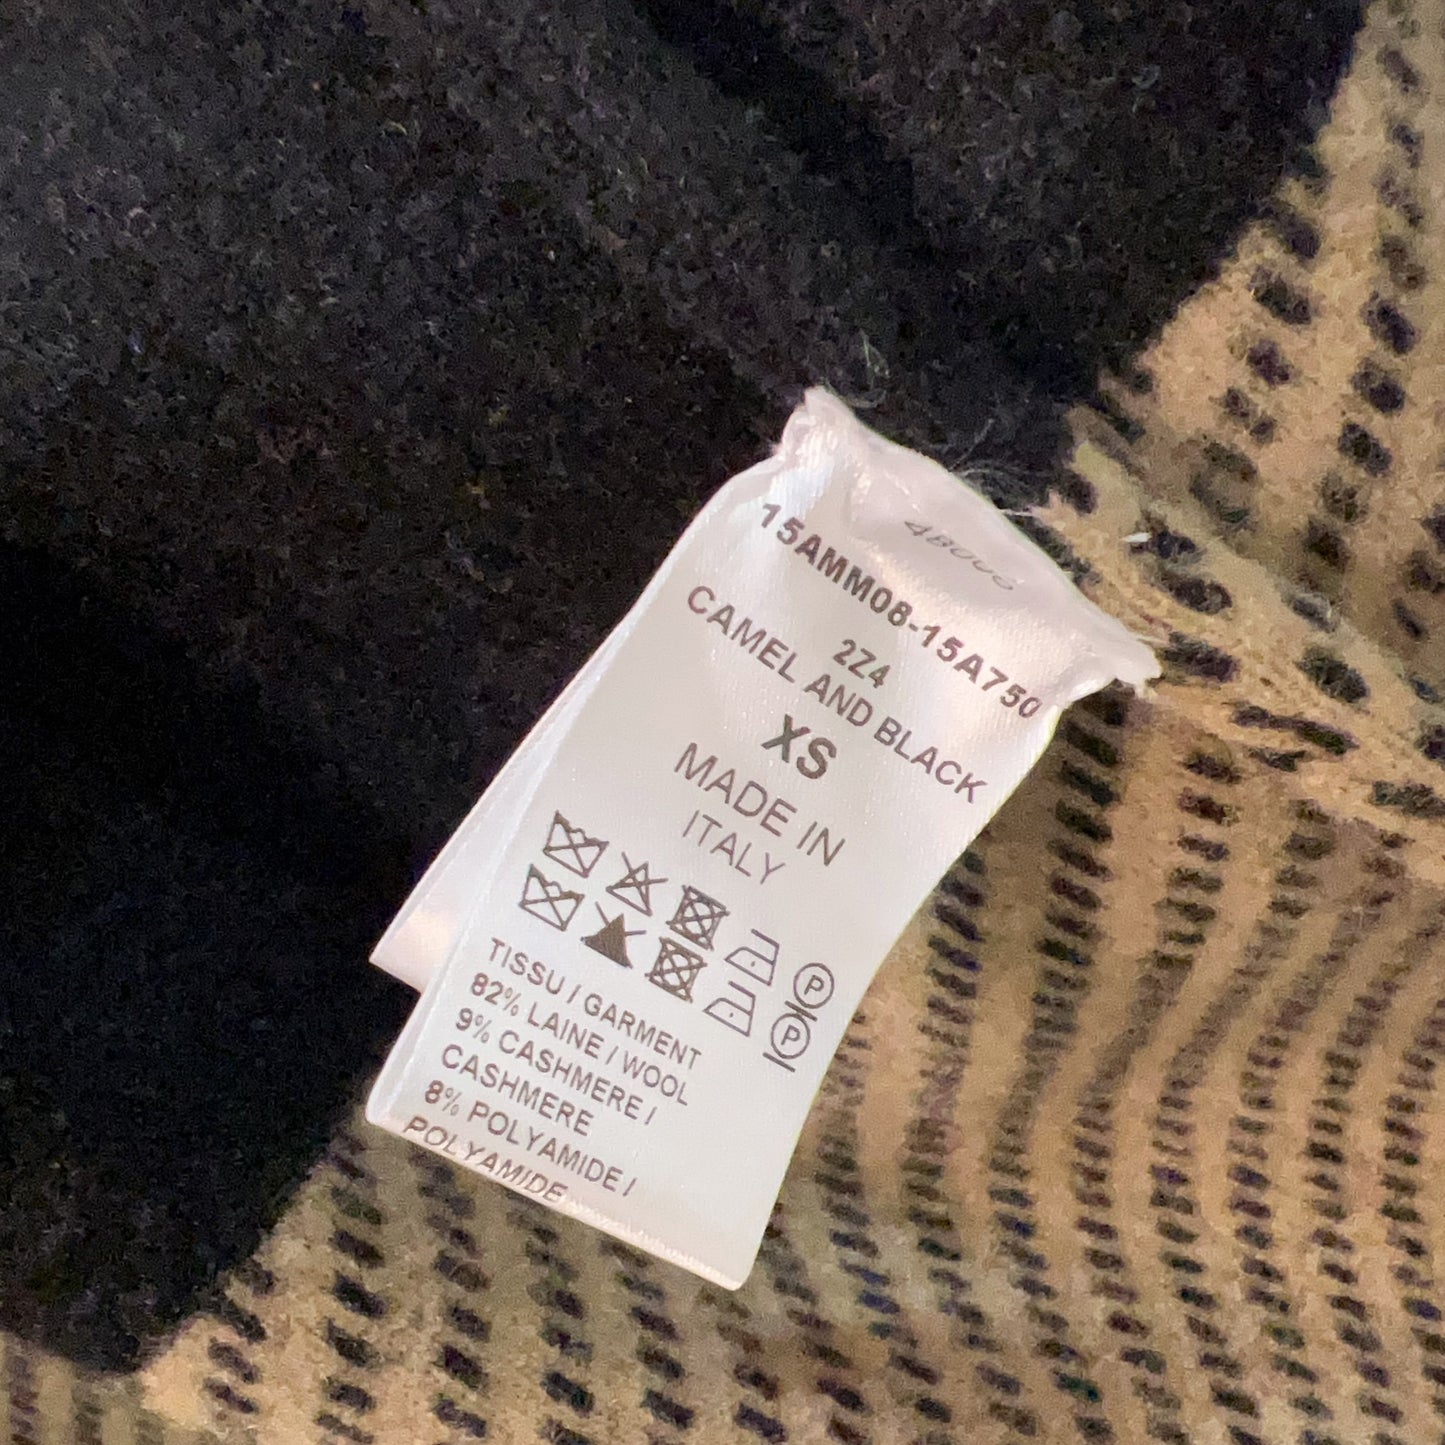 15AMM08-15A750
2Z4
CAMEL AND BLACK
XS
MADE IN
ITALY
P
P
TISSU / GARMENT
82% LAINE / WOOL
9% CASHMERE /
CASHMERE
8% POLYAMIDE /
POLYAMIDE